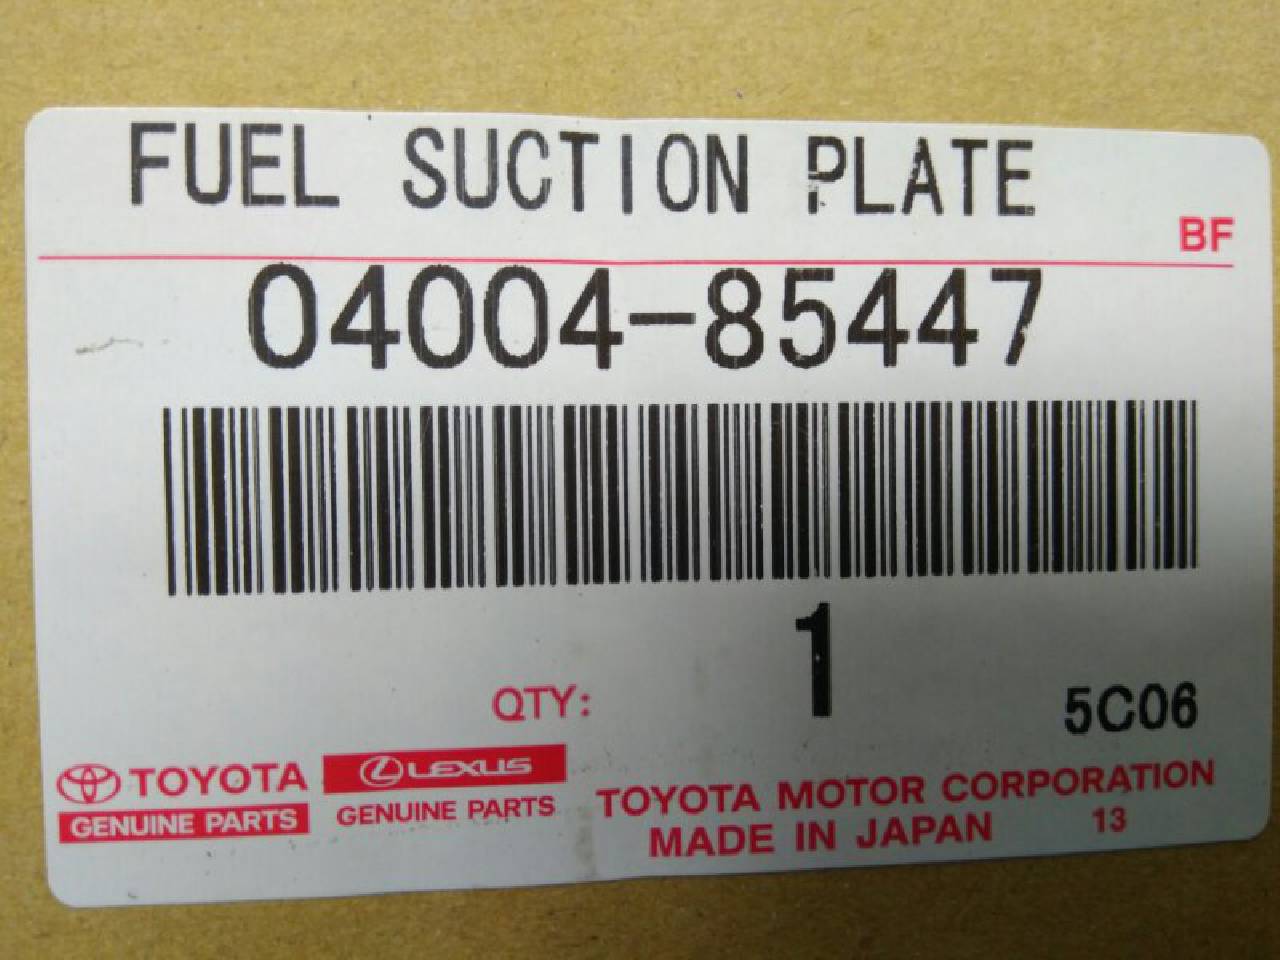 FUEL SUCTION PLATE
BF
04004-85447
1
QTY:
5C06
TOYOTA
GENUINE PARTS
LEXUS
GENUINE PARTS
TOYOTA MOTOR CORPORATION
MADE IN JAPAN 13